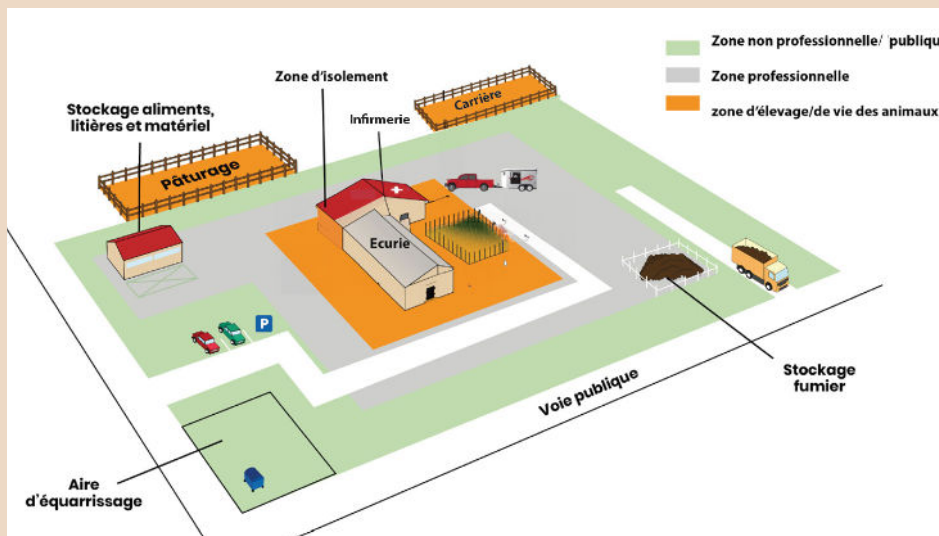 Zone non professionnelle/ publiqu
Zone professionnelle
zone d'élevage/de vie des animaux
Zone d'isolement
Carrière
Stockage aliments,
litières et matériel
Infirmerie
Pâturage
Ecurie
P
Stockage
fumier
Voie publique
Aire
d'équarrissage